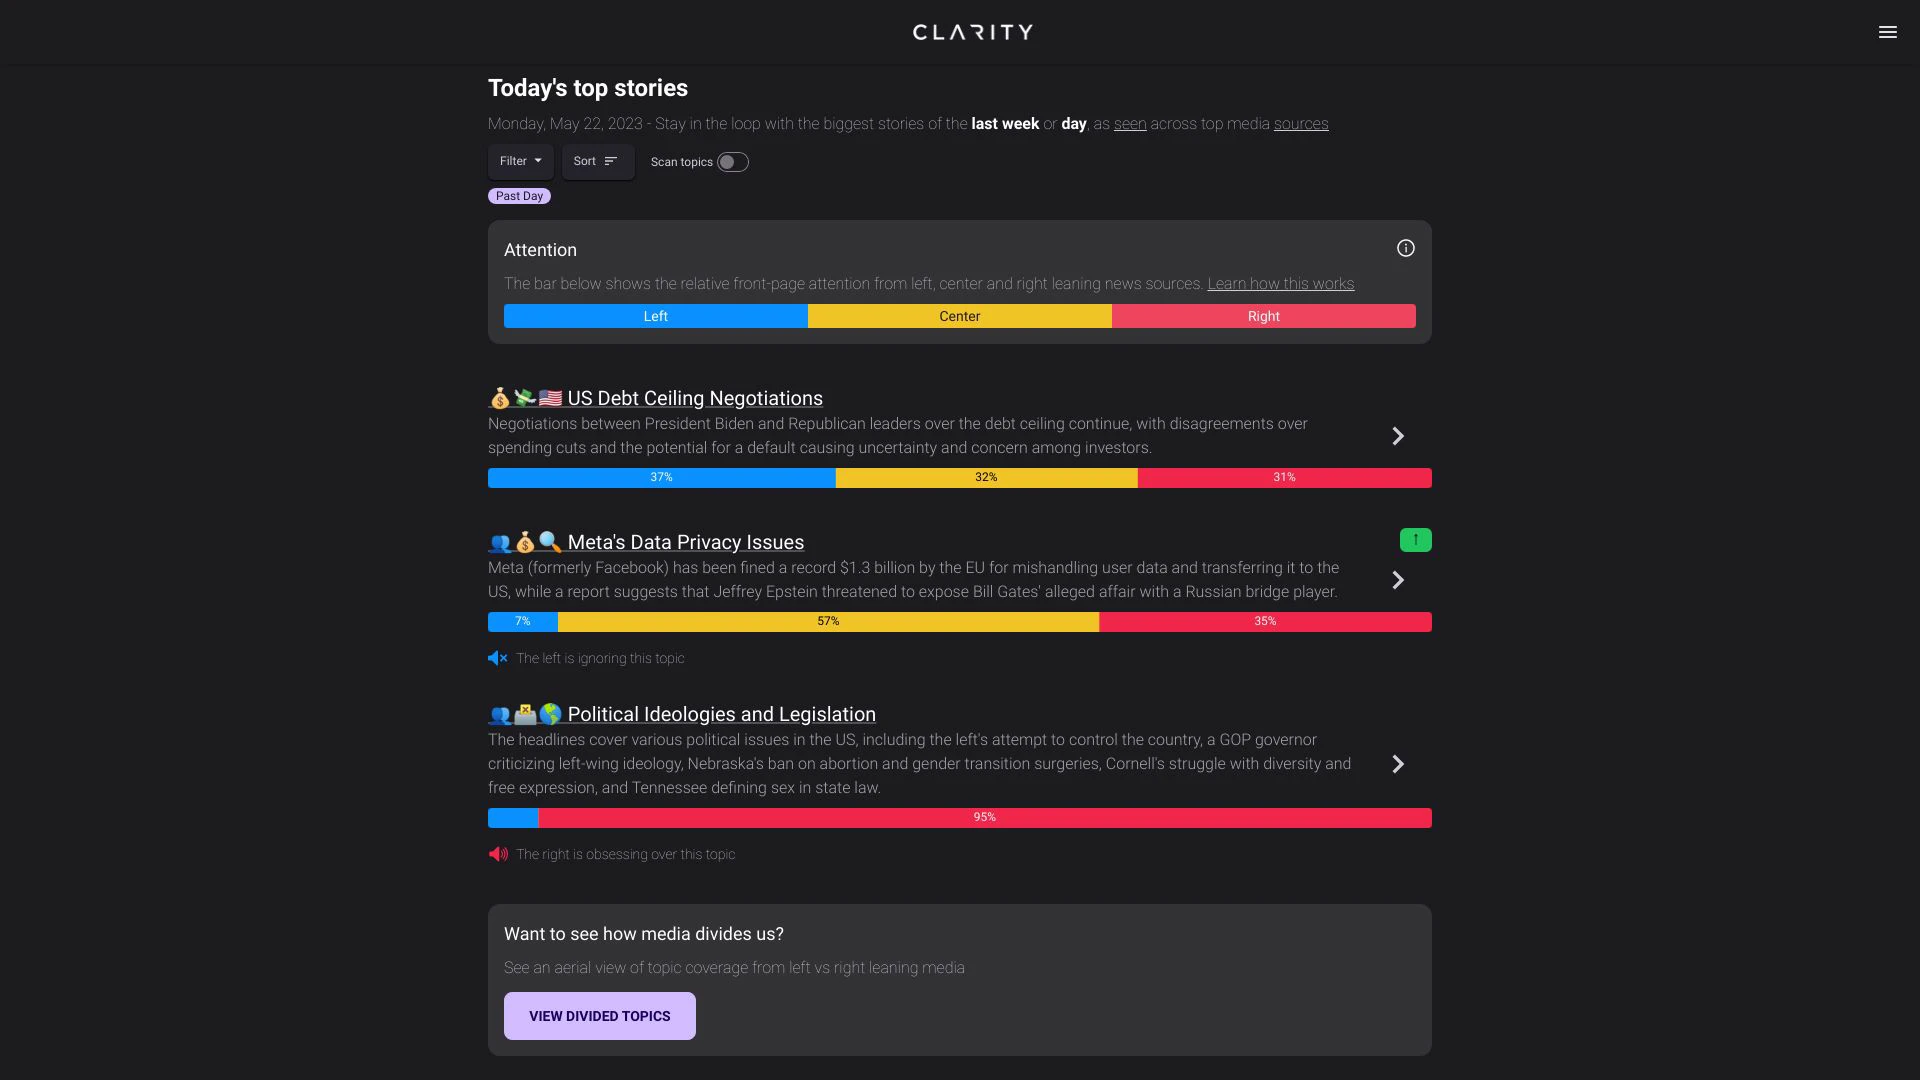 CLARITY
Today's top stories
Monday, May 22, 2023 - Stay in the loop with the biggest stories of the last week or day, as seen across top media sources
Filter
Sort
Scan topics
Past Day
Attention
The bar below shows the relative front-page attention from left, center and right leaning news sources. Learn how this works
Left
Center
Right
US Debt Ceiling Negotiations
Negotiations between President Biden and Republican leaders over the debt ceiling continue, with disagreements over
spending cuts and the potential for a default causing uncertainty and concern among investors.
37%
32%
31%
Meta's Data Privacy Issues
Meta (formerly Facebook) has been fined a record $1.3 billion by the EU for mishandling user data and transferring it to the
US, while a report suggests that Jeffrey Epstein threatened to expose Bill Gates' alleged affair with a Russian bridge player.
7%
57%
35%
The left is ignoring this topic
Political Ideologies and Legislation
The headlines cover various political issues in the US, including the left's attempt to control the country, a GOP governor
criticizing left-wing ideology, Nebraska's ban on abortion and gender transition surgeries, Cornell's struggle with diversity and
free expression, and Tennessee defining sex in state law.
95%
The right is obsessing over this topic
Want to see how media divides us?
See an aerial view of topic coverage from left vs right leaning media
VIEW DIVIDED TOPICS